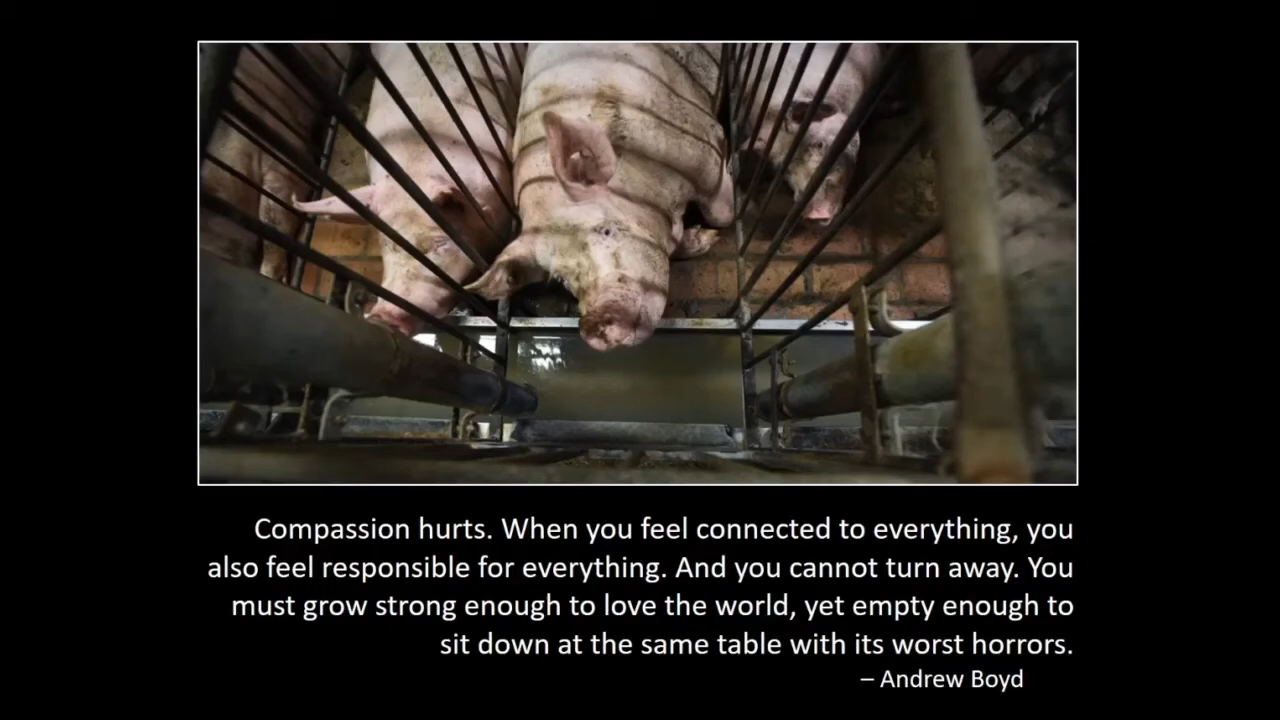 Compassion hurts. When you feel connected to everything, you
also feel responsible for everything. And you cannot turn away. You
must grow strong enough to love the world, yet empty enough to
sit down at the same table with its worst horrors.
– Andrew Boyd